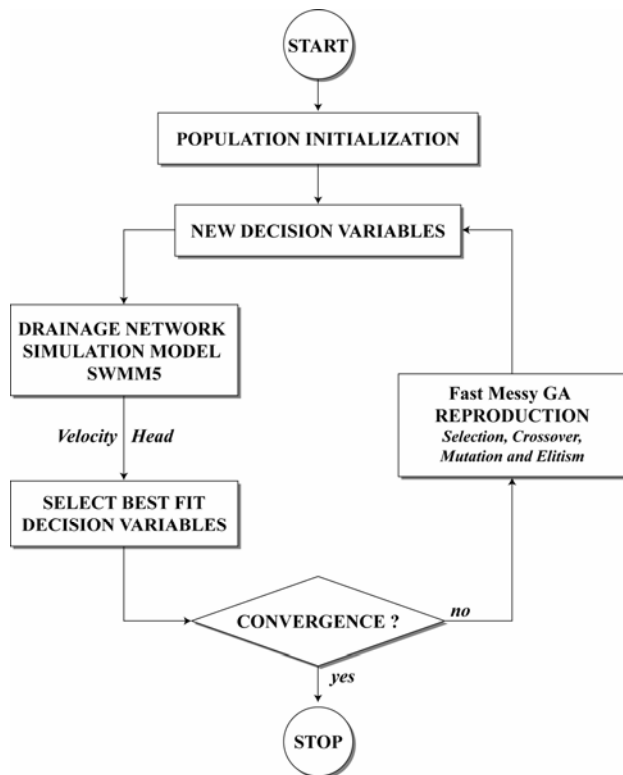 START
POPULATION INITIALIZATION
NEW DECISION VARIABLES
DRAINAGE NETWORK
SIMULATION MODEL
SWMM5
Velocity Head
SELECT BEST FIT
DECISION VARIABLES
Fast Messy GA
REPRODUCTION
Selection, Crossover,
Mutation and Elitism
CONVERGENCE ?
no
yes
STOP